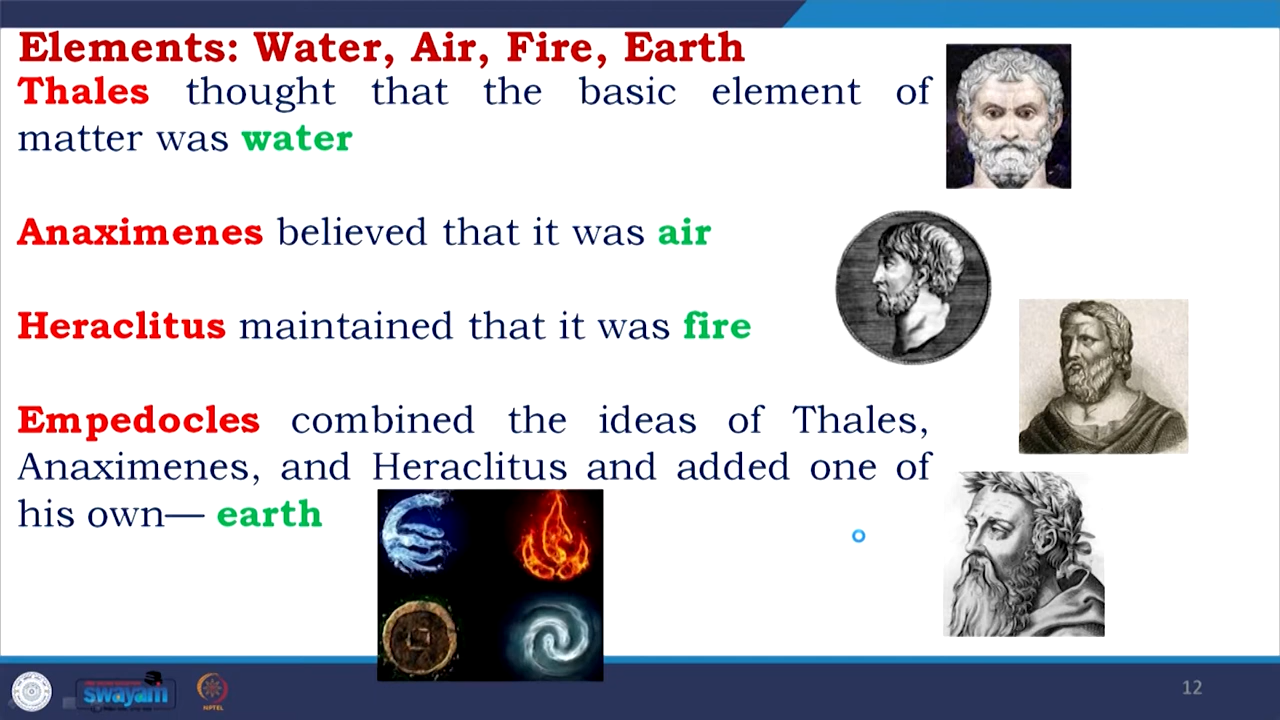 Elements: Water, Air, Fire, Earth
Thales thought that the basic element of
matter was water
Anaximenes believed that it was air
Heraclitus maintained that it was fire
Empedocles combined the ideas of Thales,
Anaximenes, and Heraclitus and added one of
his own— earth
swayam
NPTEL
12